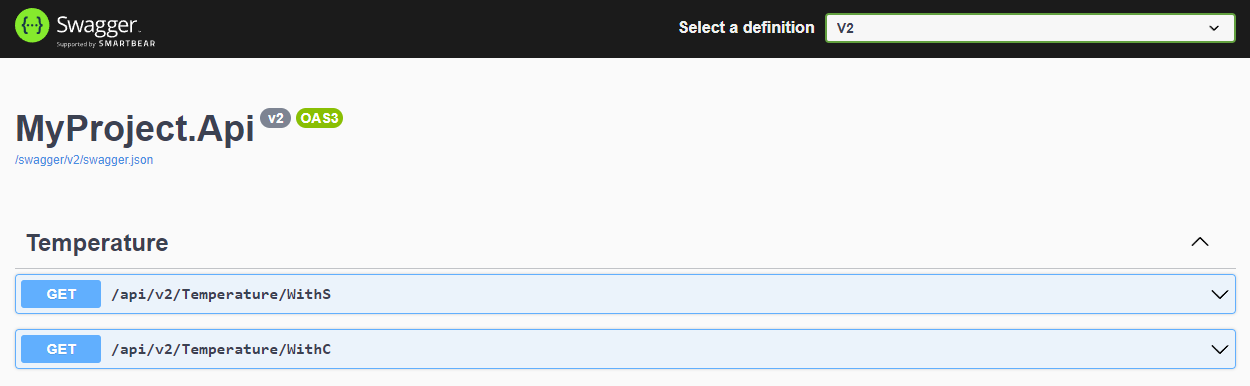 Swagger
Supported by SMARTBEAR
Select a definition
V2
MyProject.Api v2 OAS3
/swagger/v2/swagger.json
Temperature
GET /api/v2/Temperature/WithS
GET /api/v2/Temperature/WithC